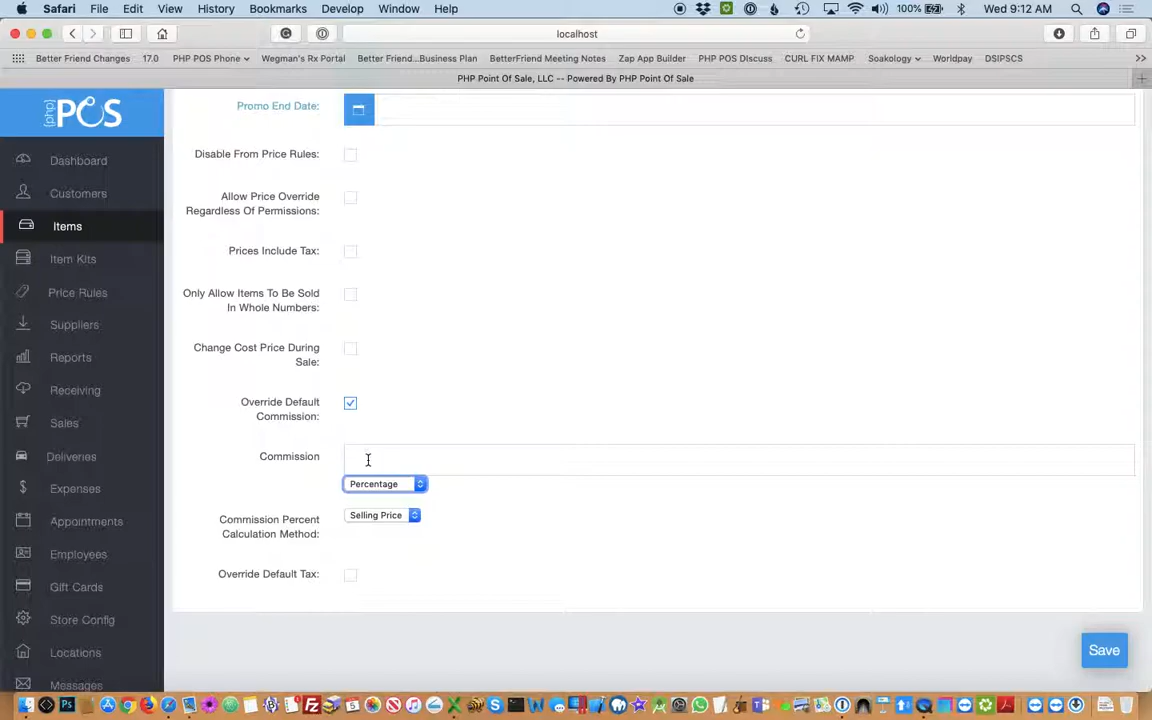 Safari File Edit View History Bookmarks Develop Window Help 100% Wed 9:12 AM
localhost
Better Friend Changes 17.0 PHP POS Phone Wegman's Rx Portal Better Friend...Business Plan BetterFriend Meeting Notes Zap App Builder PHP POS DIscuss CURL FIX MAMP Soakology Worldpay DSIPSCS
PHP Point Of Sale, LLC -- Powered By PHP Point Of Sale
(php) POS
Dashboard
Customers
Items
Item Kits
Price Rules
Suppliers
Reports
Receiving
Sales
Deliveries
Expenses
Appointments
Employees
Gift Cards
Store Config
Locations
Messages
Promo End Date:
Disable From Price Rules:
Allow Price Override
Regardless Of Permissions:
Prices Include Tax:
Only Allow Items To Be Sold
In Whole Numbers:
Change Cost Price During
Sale:
Override Default
Commission:
Commission
Percentage
Commission Percent
Calculation Method:
Selling Price
Override Default Tax:
Save